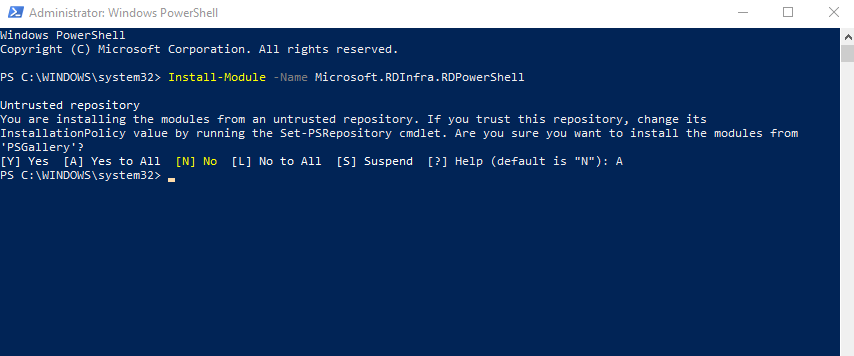 Administrator: Windows PowerShell
Windows PowerShell
Copyright (C) Microsoft Corporation. All rights reserved.
PS C:\WINDOWS\system32> Install-Module -Name Microsoft.RDInfra.RDPowerShell
Untrusted repository
You are installing the modules from an untrusted repository. If you trust this repository, change its
InstallationPolicy value by running the Set-PSRepository cmdlet. Are you sure you want to install the modules from
'PSGallery'?
[Y] Yes  [A] Yes to All  [N] No  [L] No to All  [S] Suspend  [?] Help (default is "N"): A
PS C:\WINDOWS\system32>